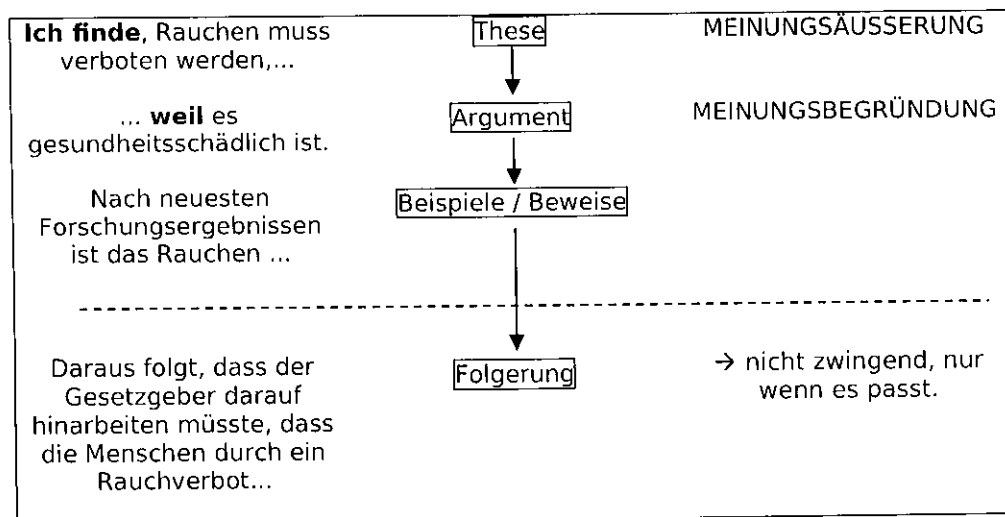 Ich finde, Rauchen muss
verboten werden,...
These
MEINUNGSÄUSSERUNG
... weil es
gesundheitsschädlich ist.
Argument
MEINUNGSBEGRÜNDUNG
Nach neuesten
Forschungsergebnissen
ist das Rauchen ...
Beispiele / Beweise
Daraus folgt, dass der
Gesetzgeber darauf
hinarbeiten müsste, dass
die Menschen durch ein
Rauchverbot...
Folgerung
→ nicht zwingend, nur
wenn es passt.